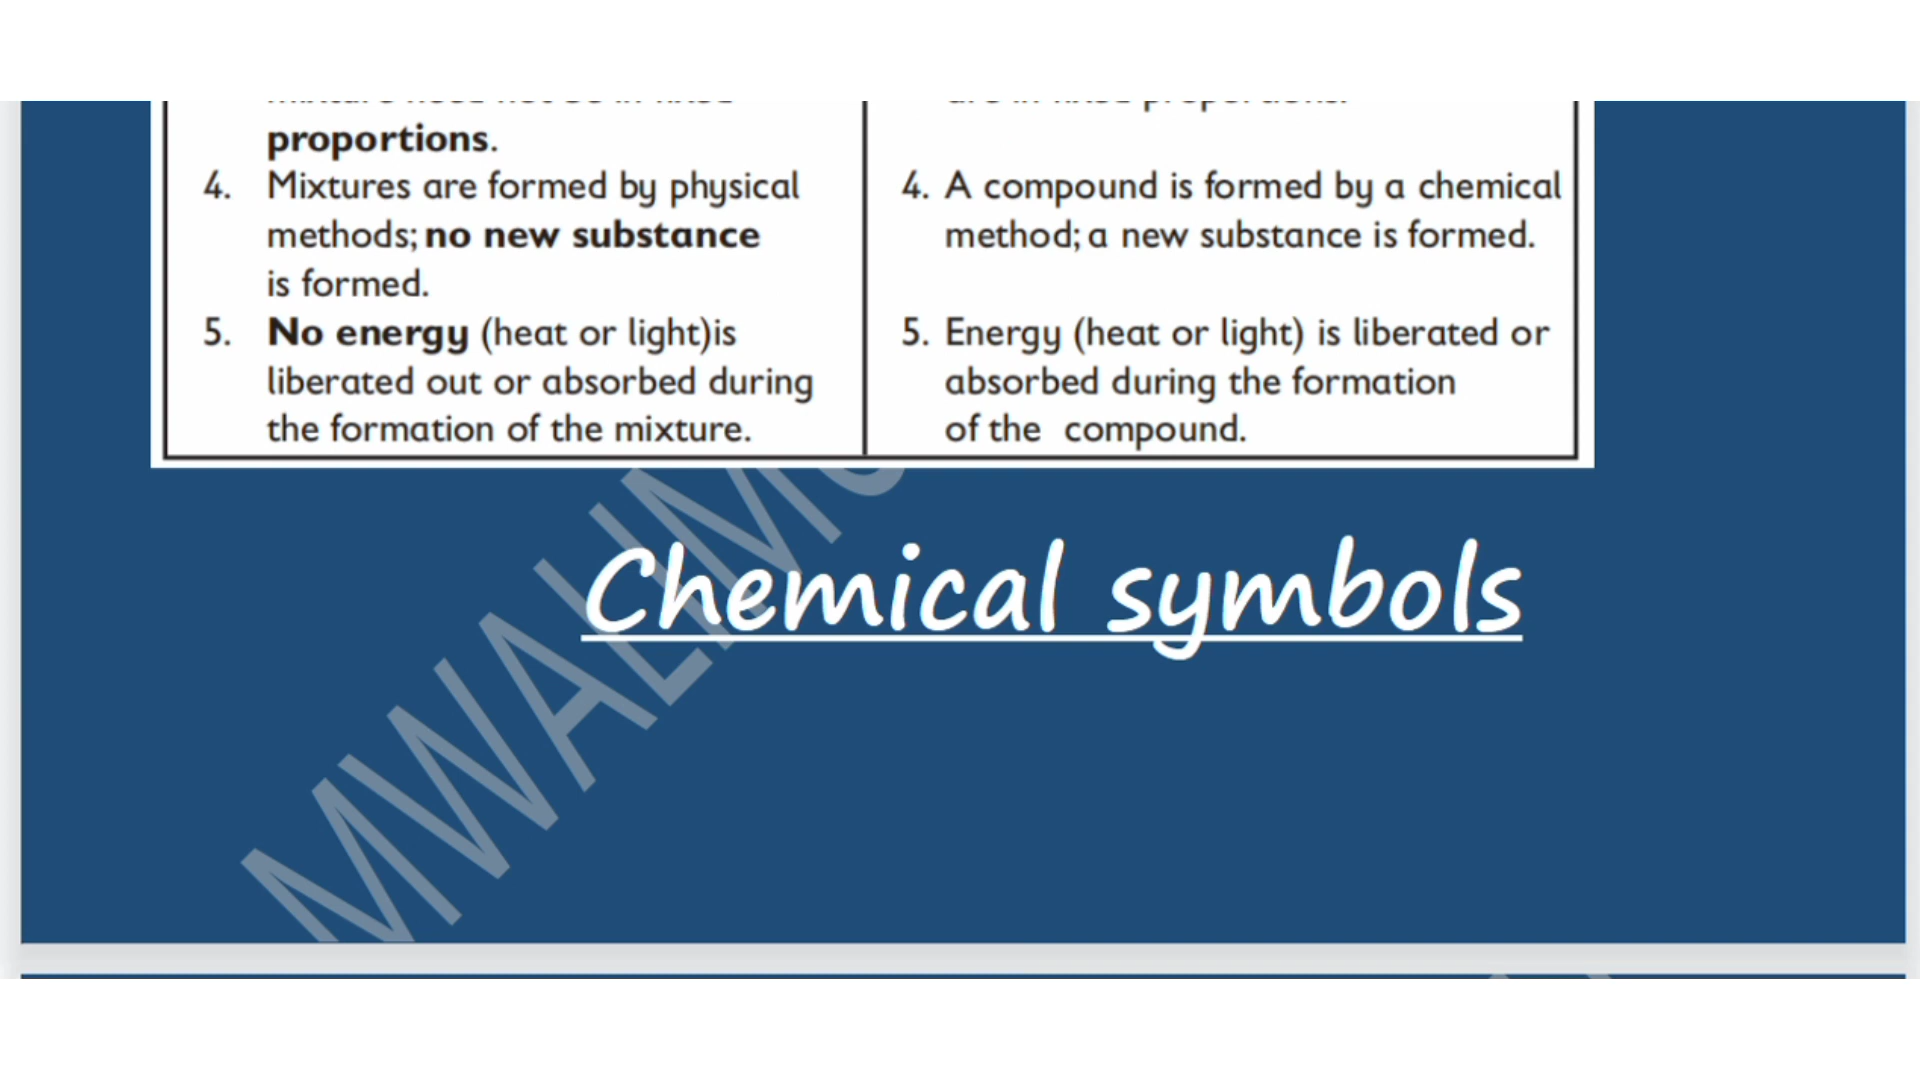 proportions.
4. Mixtures are formed by physical
methods; no new substance
is formed.
5. No energy (heat or light)is
liberated out or absorbed during
the formation of the mixture.
4. A compound is formed by a chemical
method; a new substance is formed.
5. Energy (heat or light) is liberated or
absorbed during the formation
of the compound.
Chemical symbols